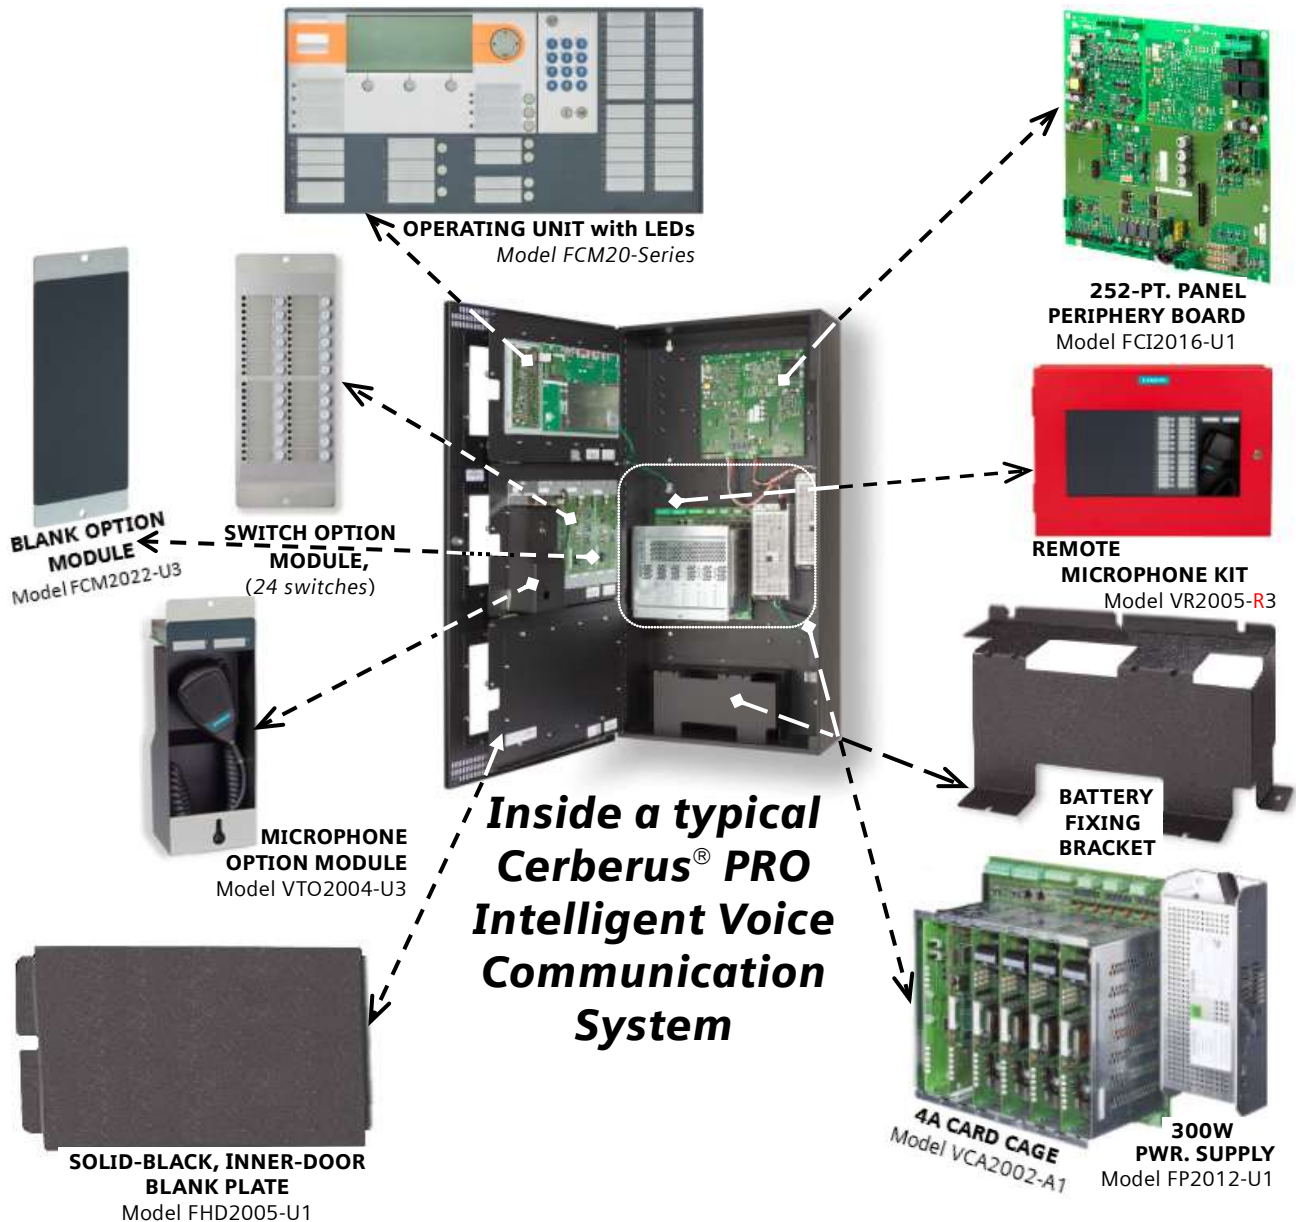 OPERATING UNIT with LEDs
Model FCM20-Series
252-PT. PANEL
PERIPHERY BOARD
Model FCI2016-U1
SIEMENS
BLANK OPTION
MODULE
Model FCM2022-U3
SWITCH OPTION
MODULE,
(24 switches)
REMOTE
MICROPHONE KIT
Model VR2005-R3
MICROPHONE
OPTION MODULE
Model VTO2004-U3
BATTERY
FIXING
BRACKET
Inside a typical
Cerberus® PRO
Intelligent Voice
Communication
System
SOLID-BLACK, INNER-DOOR
BLANK PLATE
Model FHD2005-U1
4A CARD CAGE
Model VCA2002-A1
300W
PWR. SUPPLY
Model FP2012-U1